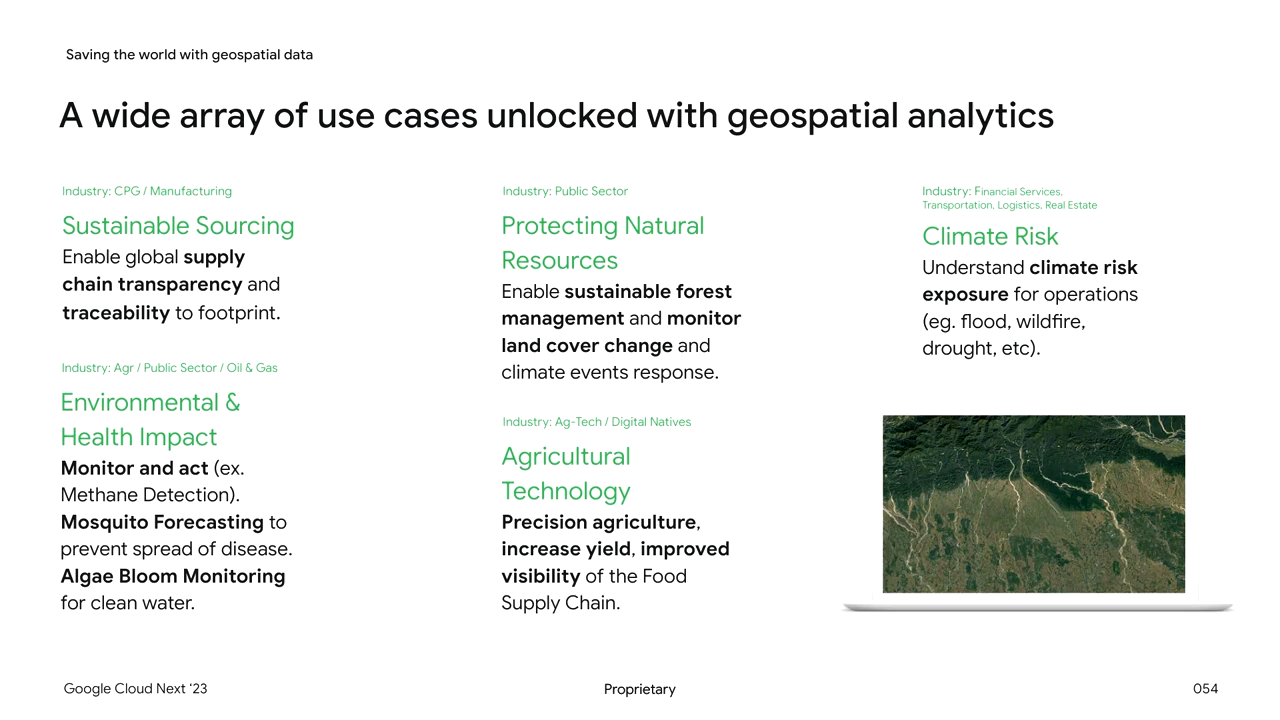 Saving the world with geospatial data
A wide array of use cases unlocked with geospatial analytics
Industry: CPG / Manufacturing
Sustainable Sourcing
Enable global supply
chain transparency and
traceability to footprint.
Industry: Agr / Public Sector / Oil & Gas
Environmental &
Health Impact
Monitor and act (ex.
Methane Detection).
Mosquito Forecasting to
prevent spread of disease.
Algae Bloom Monitoring
for clean water.
Industry: Public Sector
Protecting Natural
Resources
Enable sustainable forest
management and monitor
land cover change and
climate events response.
Industry: Ag-Tech / Digital Natives
Agricultural
Technology
Precision agriculture,
increase yield, improved
visibility of the Food
Supply Chain.
Industry: Financial Services,
Transportation, Logistics, Real Estate
Climate Risk
Understand climate risk
exposure for operations
(eg. flood, wildfire,
drought, etc).
Google Cloud Next ‘23
Proprietary
054